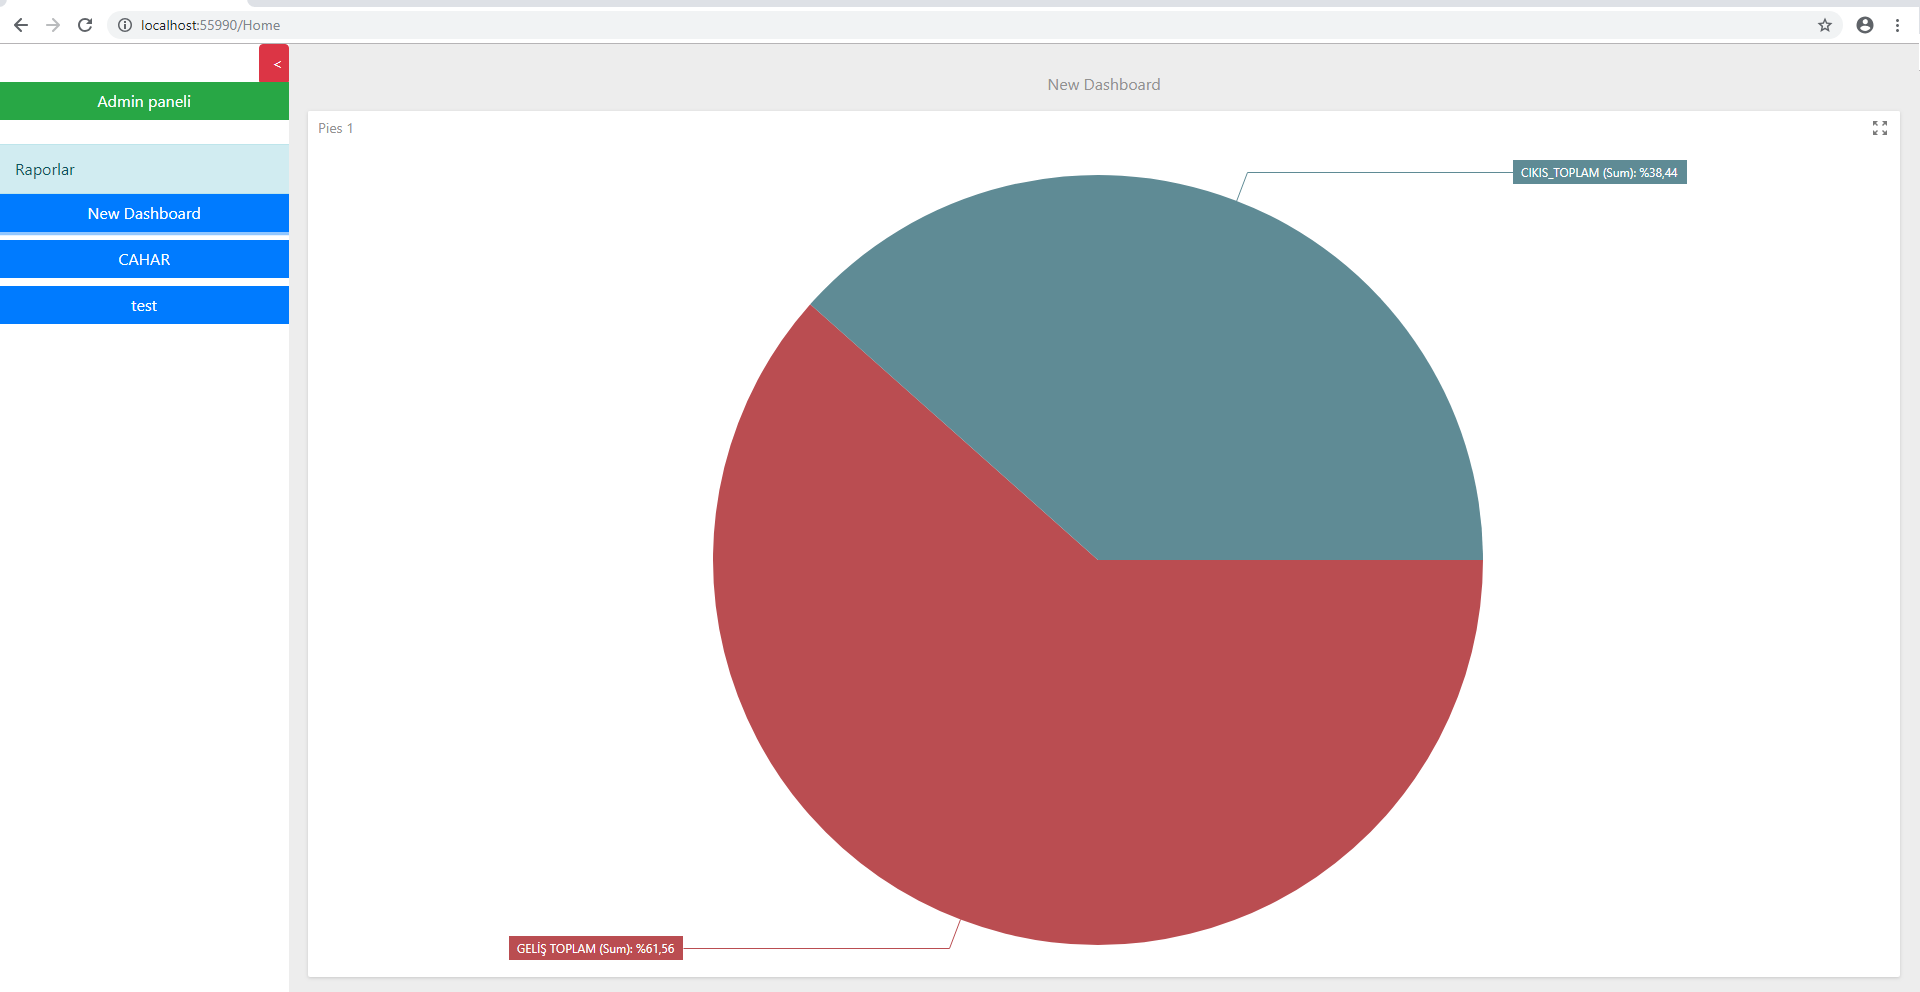 localhost:55990/Home
<
Admin paneli
Raporlar
New Dashboard
CAHAR
test
New Dashboard
Pies 1
CIKIS_TOPLAM (Sum): %38,44
GELİŞ TOPLAM (Sum): %61,56